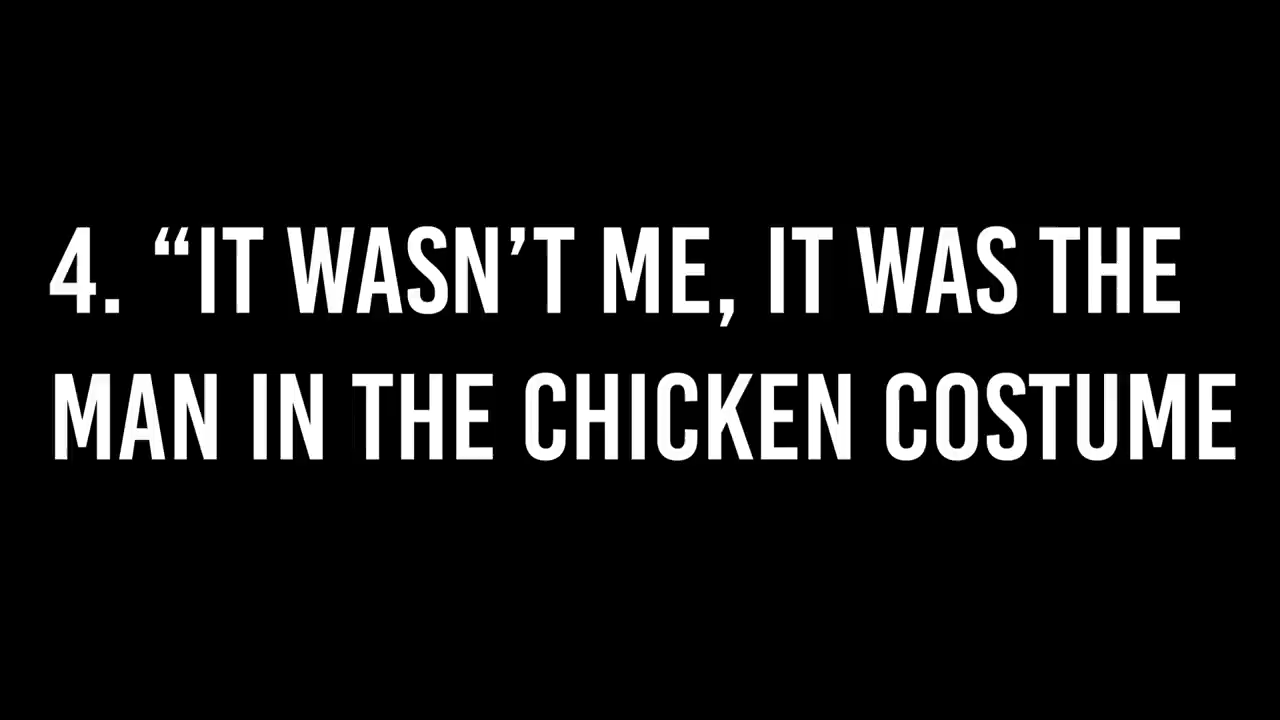 4. “IT WASN’T ME, IT WAS THE
MAN IN THE CHICKEN COSTUME